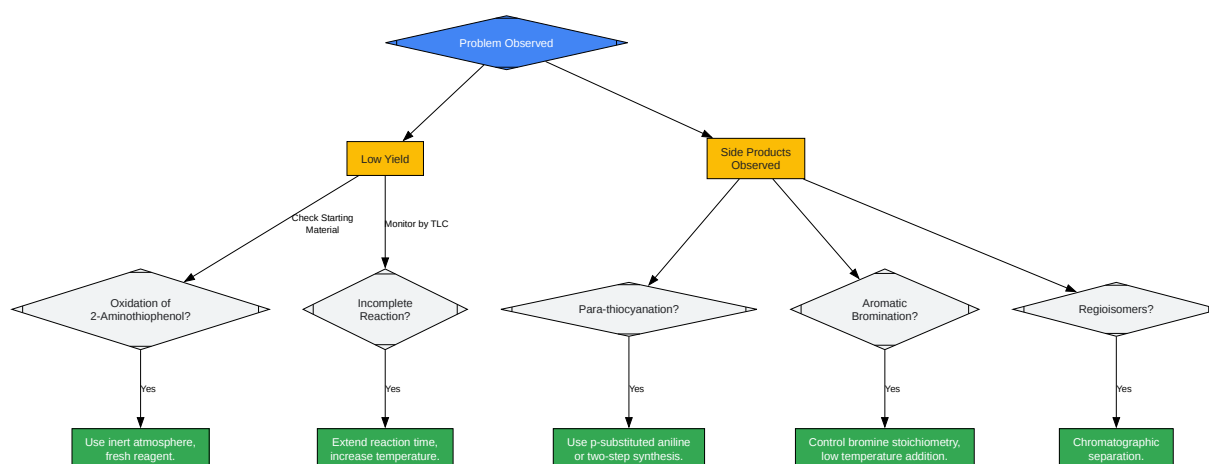 Problem Observed
Low Yield
Side Products
Observed
Check Starting
Material
Monitor by TLC
Oxidation of
2-Aminothiophenol?
Incomplete
Reaction?
Para-thiocyanation?
Aromatic
Bromination?
Regioisomers?
Yes
Yes
Yes
Yes
Yes
Use inert atmosphere,
fresh reagent.
Extend reaction time,
increase temperature.
Use p-substituted aniline
or two-step synthesis.
Control bromine stoichiometry,
low temperature addition.
Chromatographic
separation.